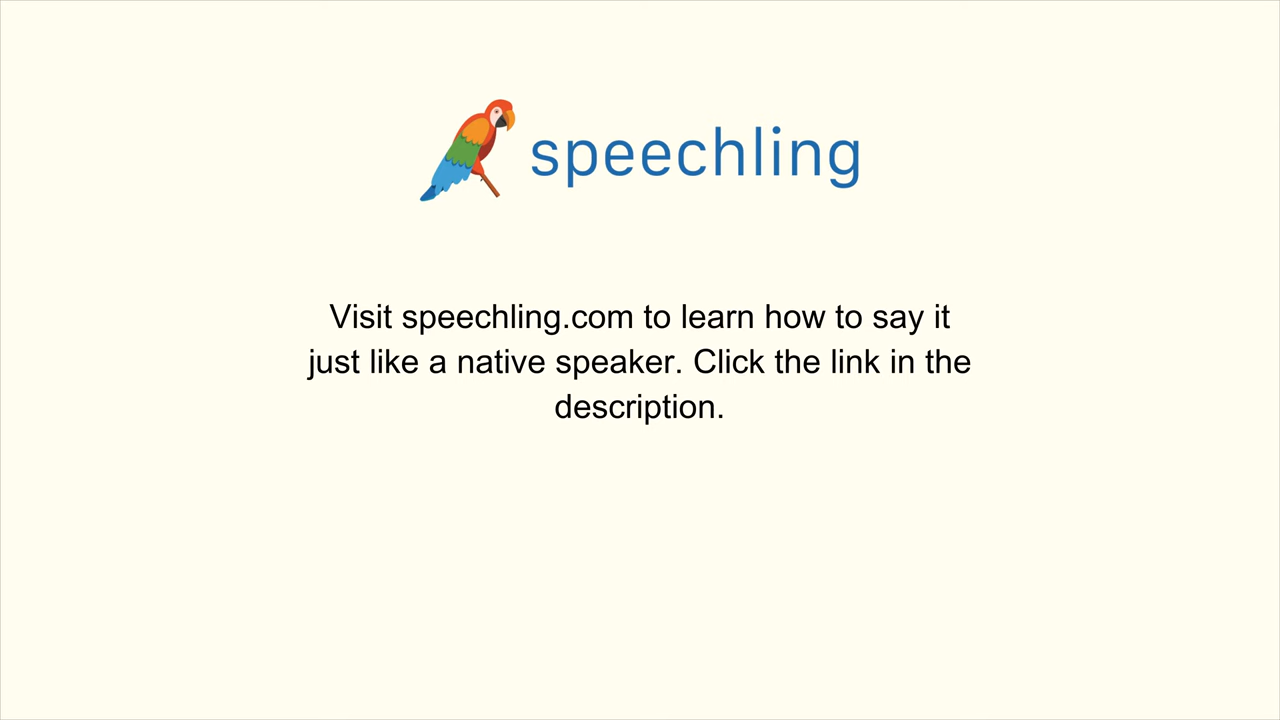 speechling
Visit speechling.com to learn how to say it
just like a native speaker. Click the link in the
description.